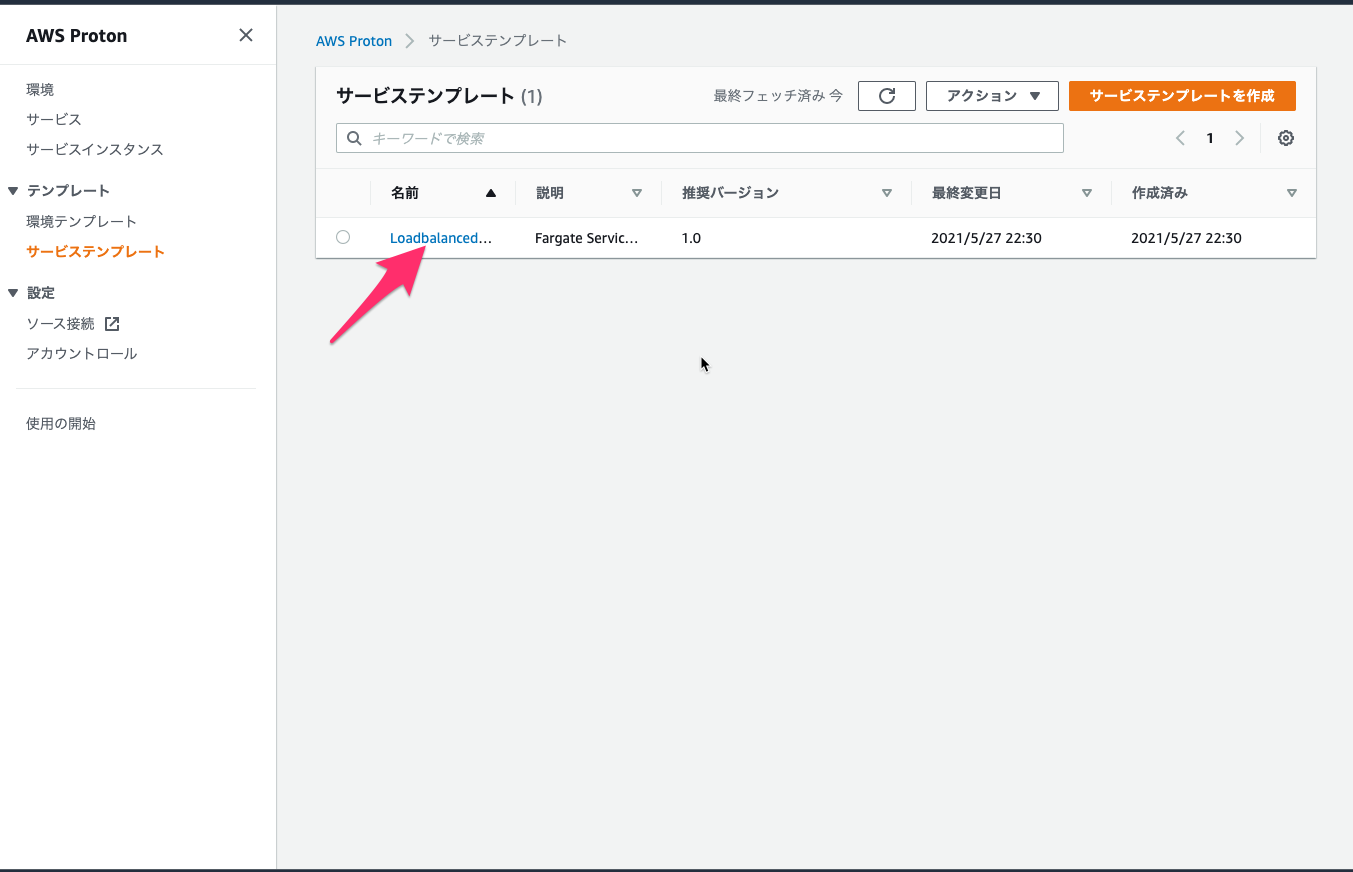 AWS Proton
環境
サービス
サービスインスタンス
テンプレート
環境テンプレート
サービステンプレート
設定
ソース接続
アカウントロール
使用の開始
AWS Proton サービステンプレート
サービステンプレート (1) 最終フェッチ済み 今 アクション サービステンプレートを作成
キーワードで検索 1
名前 説明 推奨バージョン 最終変更日 作成済み
Loadbalanced… Fargate Servic… 1.0 2021/5/27 22:30 2021/5/27 22:30